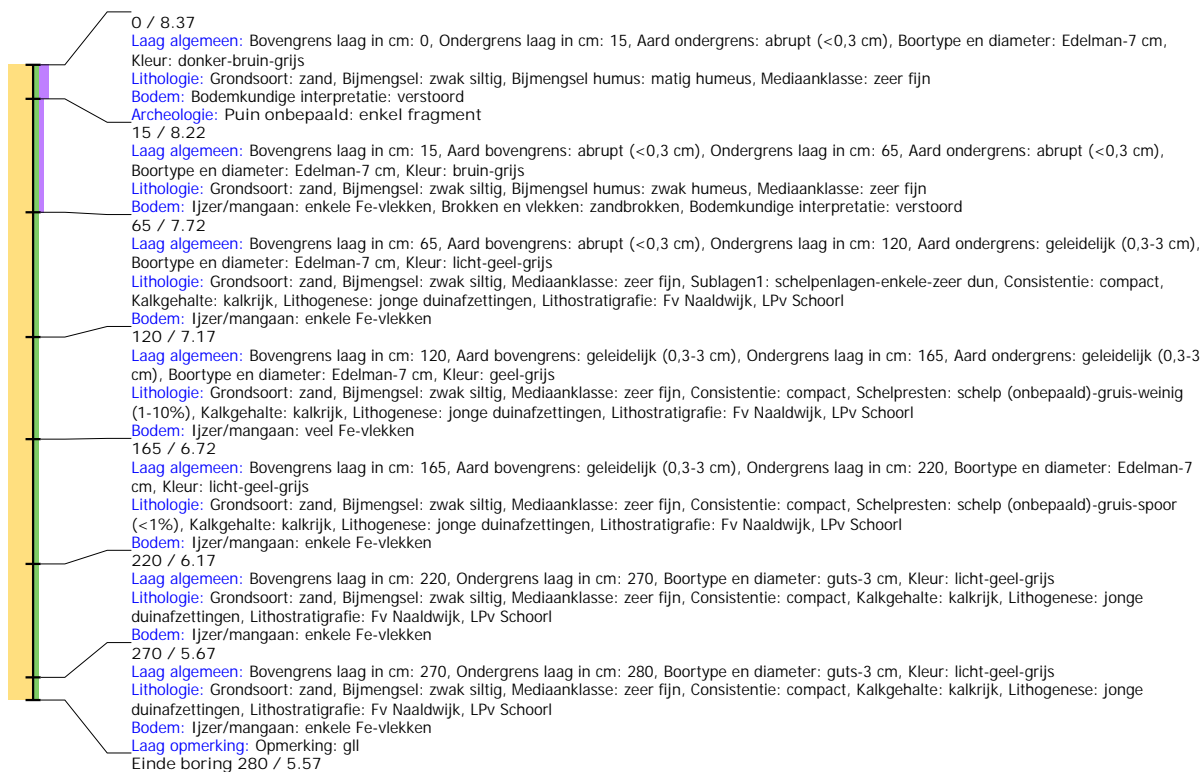 0 / 8.37
Laag algemeen: Bovengrens laag in cm: 0, Ondergrens laag in cm: 15, Aard ondergrens: abrupt (<0,3 cm), Boortype en diameter: Edelman-7 cm,
Kleur: donker-bruin-grijs
Lithologie: Grondsoort: zand, Bijmengsel: zwak siltig, Bijmengsel humus: matig humeus, Mediaanklasse: zeer fijn
Bodem: Bodemkundige interpretatie: verstoord
Archeologie: Puin onbepaald: enkel fragment
15 / 8.22
Laag algemeen: Bovengrens laag in cm: 15, Aard bovengrens: abrupt (<0,3 cm), Ondergrens laag in cm: 65, Aard ondergrens: abrupt (<0,3 cm),
Boortype en diameter: Edelman-7 cm, Kleur: bruin-grijs
Lithologie: Grondsoort: zand, Bijmengsel: zwak siltig, Bijmengsel humus: zwak humeus, Mediaanklasse: zeer fijn
Bodem: Ijzer/mangaan: enkele Fe-vlekken, Brokken en vlekken: zandbrokken, Bodemkundige interpretatie: verstoord
65 / 7.72
Laag algemeen: Bovengrens laag in cm: 65, Aard bovengrens: abrupt (<0,3 cm), Ondergrens laag in cm: 120, Aard ondergrens: geleidelijk (0,3-3 cm),
Boortype en diameter: Edelman-7 cm, Kleur: licht-geel-grijs
Lithologie: Grondsoort: zand, Bijmengsel: zwak siltig, Mediaanklasse: zeer fijn, Sublagen1: schelpenlagen-enkele-zeer dun, Consistentie: compact,
Kalkgehalte: kalkrijk, Lithogenese: jonge duinafzettingen, Lithostratigrafie: Fv Naaldwijk, LPv Schoorl
Bodem: Ijzer/mangaan: enkele Fe-vlekken
120 / 7.17
Laag algemeen: Bovengrens laag in cm: 120, Aard bovengrens: geleidelijk (0,3-3 cm), Ondergrens laag in cm: 165, Aard ondergrens: geleidelijk (0,3-3
cm), Boortype en diameter: Edelman-7 cm, Kleur: geel-grijs
Lithologie: Grondsoort: zand, Bijmengsel: zwak siltig, Mediaanklasse: zeer fijn, Consistentie: compact, Schelpresten: schelp (onbepaald)-gruis-weinig
(1-10%), Kalkgehalte: kalkrijk, Lithogenese: jonge duinafzettingen, Lithostratigrafie: Fv Naaldwijk, LPv Schoorl
Bodem: Ijzer/mangaan: veel Fe-vlekken
165 / 6.72
Laag algemeen: Bovengrens laag in cm: 165, Aard bovengrens: geleidelijk (0,3-3 cm), Ondergrens laag in cm: 220, Boortype en diameter: Edelman-7
cm, Kleur: licht-geel-grijs
Lithologie: Grondsoort: zand, Bijmengsel: zwak siltig, Mediaanklasse: zeer fijn, Consistentie: compact, Schelpresten: schelp (onbepaald)-gruis-spoor
(<1%), Kalkgehalte: kalkrijk, Lithogenese: jonge duinafzettingen, Lithostratigrafie: Fv Naaldwijk, LPv Schoorl
Bodem: Ijzer/mangaan: enkele Fe-vlekken
220 / 6.17
Laag algemeen: Bovengrens laag in cm: 220, Ondergrens laag in cm: 270, Boortype en diameter: guts-3 cm, Kleur: licht-geel-grijs
Lithologie: Grondsoort: zand, Bijmengsel: zwak siltig, Mediaanklasse: zeer fijn, Consistentie: compact, Kalkgehalte: kalkrijk, Lithogenese: jonge
duinafzettingen, Lithostratigrafie: Fv Naaldwijk, LPv Schoorl
Bodem: Ijzer/mangaan: enkele Fe-vlekken
270 / 5.67
Laag algemeen: Bovengrens laag in cm: 270, Ondergrens laag in cm: 280, Boortype en diameter: guts-3 cm, Kleur: licht-geel-grijs
Lithologie: Grondsoort: zand, Bijmengsel: zwak siltig, Mediaanklasse: zeer fijn, Consistentie: compact, Kalkgehalte: kalkrijk, Lithogenese: jonge
duinafzettingen, Lithostratigrafie: Fv Naaldwijk, LPv Schoorl
Bodem: Ijzer/mangaan: enkele Fe-vlekken
Laag opmerking: Opmerking: gll
Einde boring 280 / 5.57